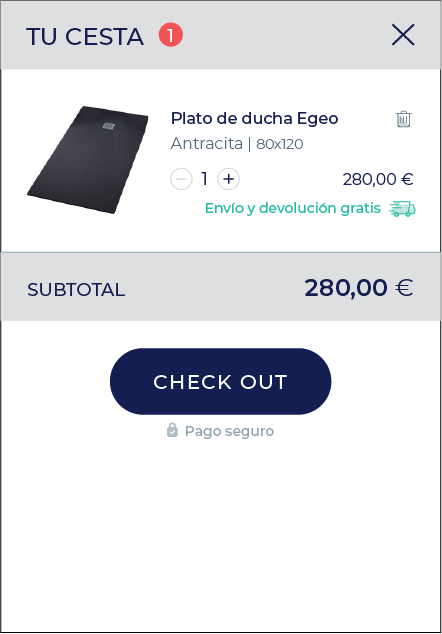 TU CESTA 1
Plato de ducha Egeo
Antracita | 80x120
1 280,00 €
Envío y devolución gratis
SUBTOTAL 280,00 €
CHECK OUT
Pago seguro